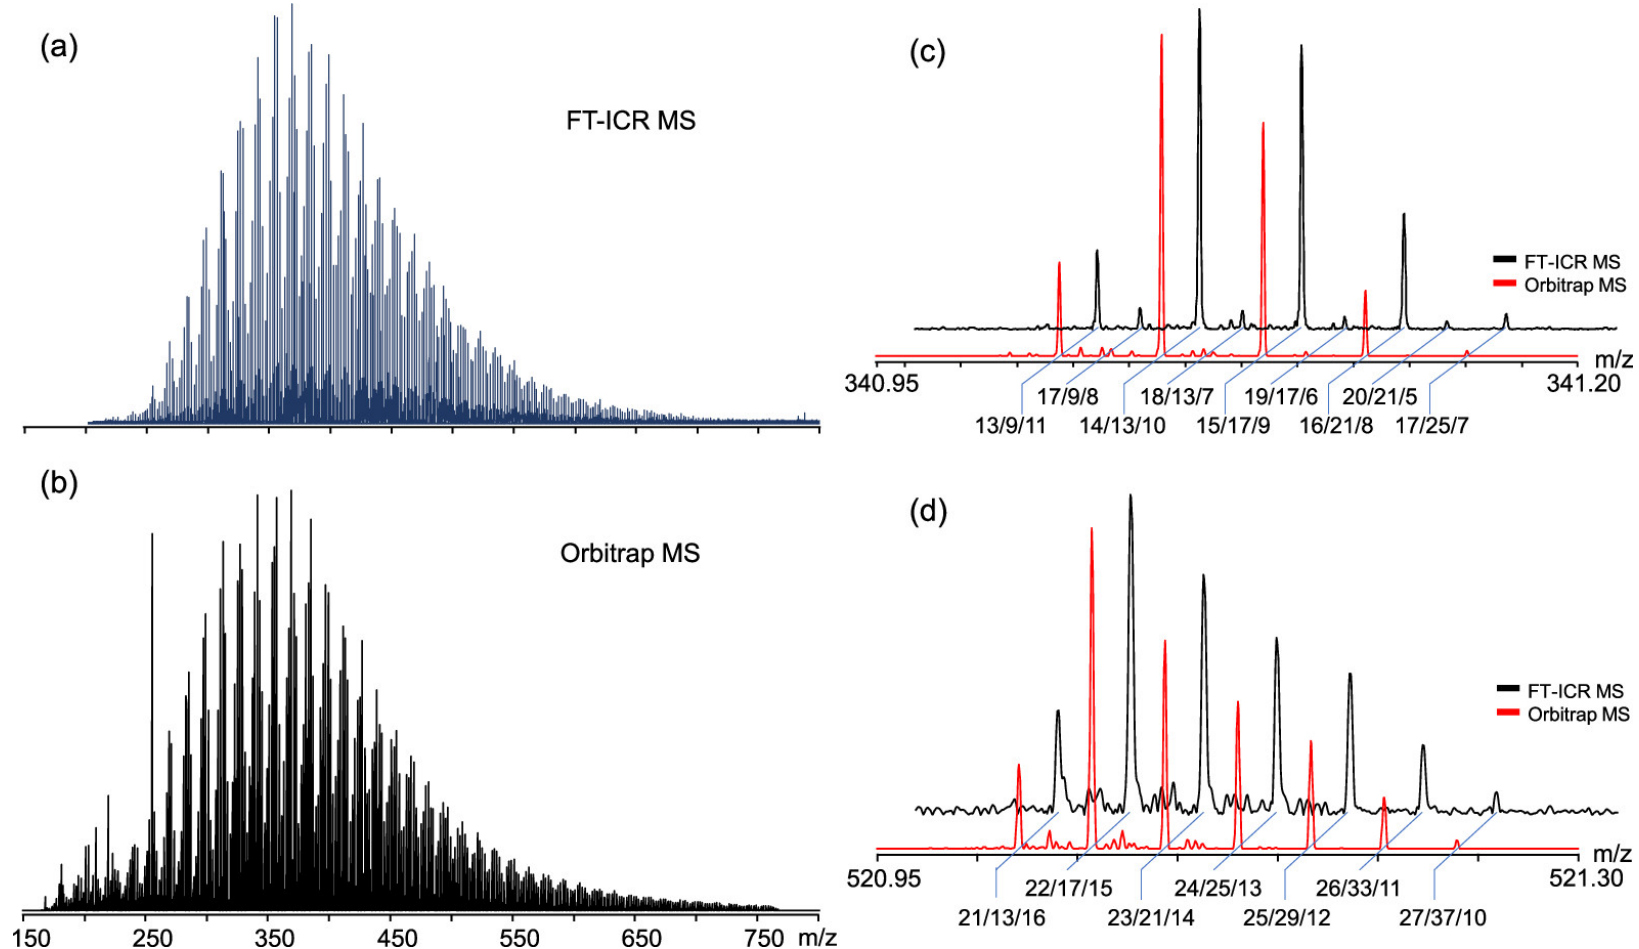 (a)
FT-ICR MS
(b)
Orbitrap MS
150 250 350 450 550 650 750 m/z
(c)
FT-ICR MS
Orbitrap MS
m/z
340.95 341.20
17/9/8 18/13/7 19/17/6 20/21/5
13/9/11 14/13/10 15/17/9 16/21/8 17/25/7
(d)
FT-ICR MS
Orbitrap MS
m/z
520.95 521.30
22/17/15 24/25/13 26/33/11
21/13/16 23/21/14 25/29/12 27/37/10